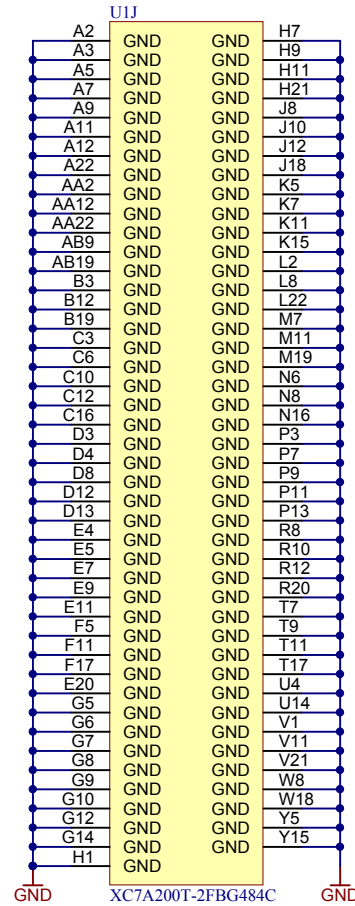 U1J
A2 GND GND H7
A3 GND GND H9
A5 GND GND H11
A7 GND GND H21
A9 GND GND J8
A11 GND GND J10
A12 GND GND J12
A22 GND GND J18
AA2 GND GND K5
AA12 GND GND K7
AA22 GND GND K11
AB9 GND GND K15
AB19 GND GND L2
B3 GND GND L8
B12 GND GND L22
B19 GND GND M7
C3 GND GND M11
C6 GND GND M19
C10 GND GND N6
C12 GND GND N8
C16 GND GND N16
D3 GND GND P3
D4 GND GND P7
D8 GND GND P9
D12 GND GND P11
D13 GND GND P13
E4 GND GND R8
E5 GND GND R10
E7 GND GND R12
E9 GND GND R20
E11 GND GND T7
F5 GND GND T9
F11 GND GND T11
F17 GND GND T17
E20 GND GND U4
G5 GND GND U14
G6 GND GND V1
G7 GND GND V11
G8 GND GND V21
G9 GND GND W8
G10 GND GND W18
G12 GND GND Y5
G14 GND GND Y15
H1 GND
GND XC7A200T-2FBG484C GND